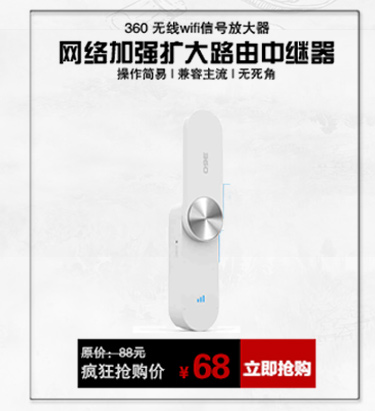 360 无线wifi信号放大器
网络加强扩大路由中继器
操作简易 | 兼容主流 | 无死角
360
原价：88元
疯狂抢购价 ¥68 立即抢购